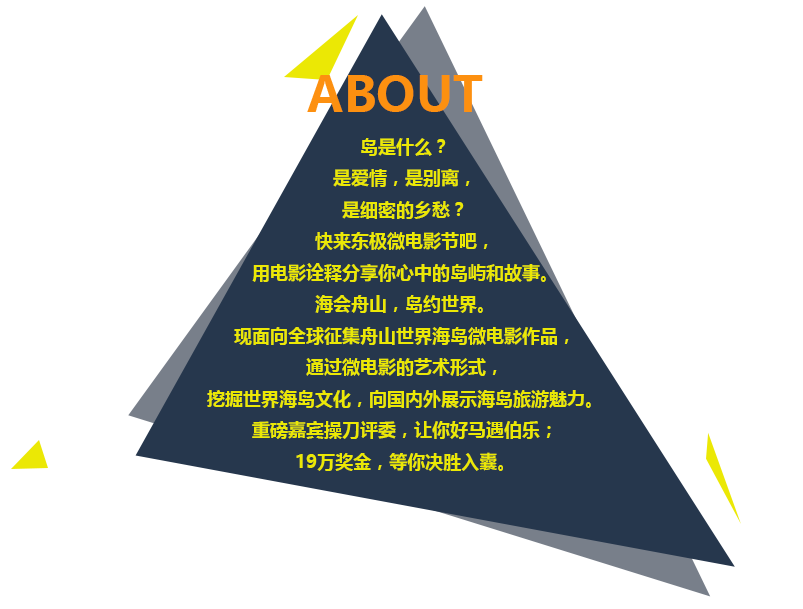 ABOUT
岛是什么？
是爱情，是别离，
是细密的乡愁？
快来东极微电影节吧，
用电影诠释分享你心中的岛屿和故事。
海会舟山，岛约世界。
现面向全球征集舟山世界海岛微电影作品，
通过微电影的艺术形式，
挖掘世界海岛文化，向国内外展示海岛旅游魅力。
重磅嘉宾操刀评委，让你好马遇伯乐；
19万奖金，等你决胜入囊。